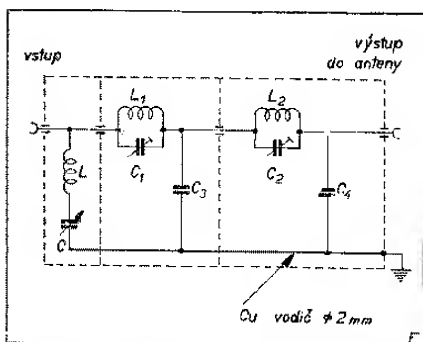 vstup
výstup
do anteny
L₁
L₂
C₁
C₂
L
C₃
C₄
C
Cu vodič ϕ 2 mm